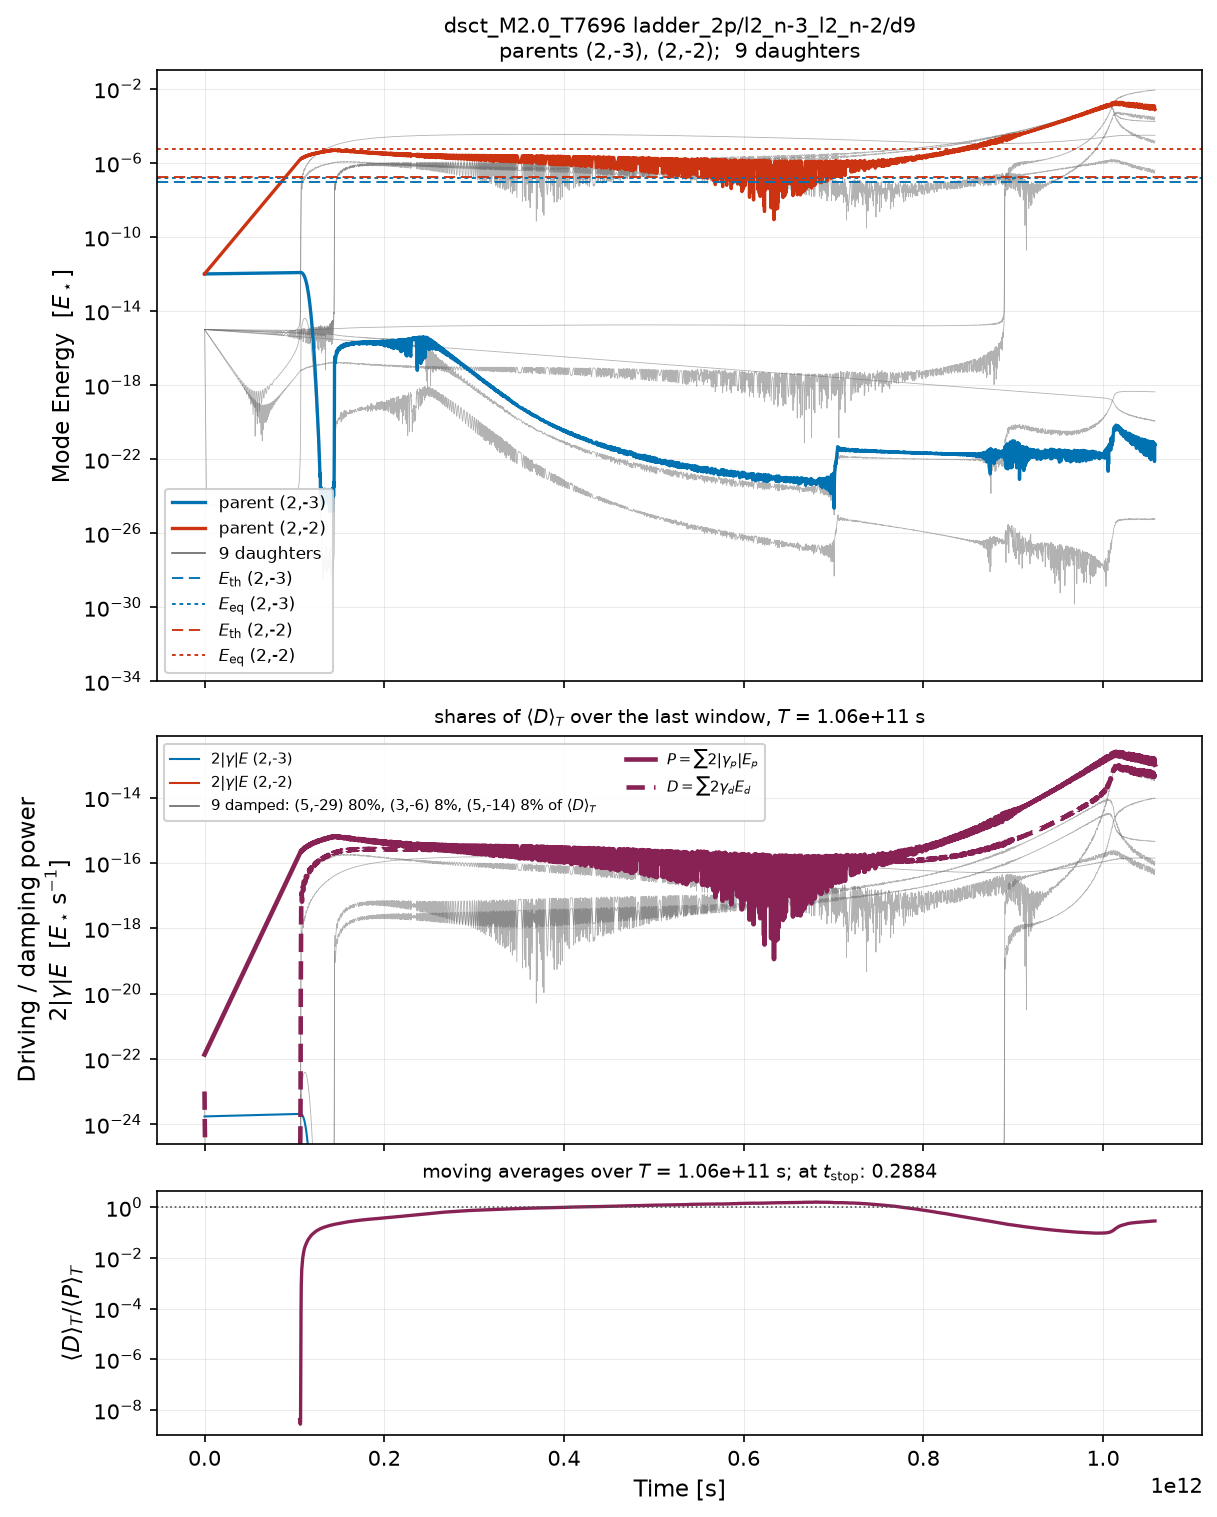 dsct_M2.0_T7696 ladder_2p/l2_n-3_l2_n-2/d9
parents (2,-3), (2,-2);  9 daughters
Mode Energy [E⋆]
10⁻²
10⁻⁶
10⁻¹⁰
10⁻¹⁴
10⁻¹⁸
10⁻²²
10⁻²⁶
10⁻³⁰
10⁻³⁴
parent (2,-3)
parent (2,-2)
9 daughters
E_th (2,-3)
E_eq (2,-3)
E_th (2,-2)
E_eq (2,-2)
shares of ⟨D⟩_T over the last window, T = 1.06e+11 s
Driving / damping power
2|γ|E [E⋆ s⁻¹]
10⁻¹⁴
10⁻¹⁶
10⁻¹⁸
10⁻²⁰
10⁻²²
10⁻²⁴
2|γ|E (2,-3)
2|γ|E (2,-2)
9 damped: (5,-29) 80%, (3,-6) 8%, (5,-14) 8% of ⟨D⟩_T
P = ∑2|γ_p|E_p
D = ∑2γ_dE_d
moving averages over T = 1.06e+11 s; at t_stop: 0.2884
⟨D⟩_T/⟨P⟩_T
10⁰
10⁻²
10⁻⁴
10⁻⁶
10⁻⁸
0.0 0.2 0.4 0.6 0.8 1.0
1e12
Time [s]